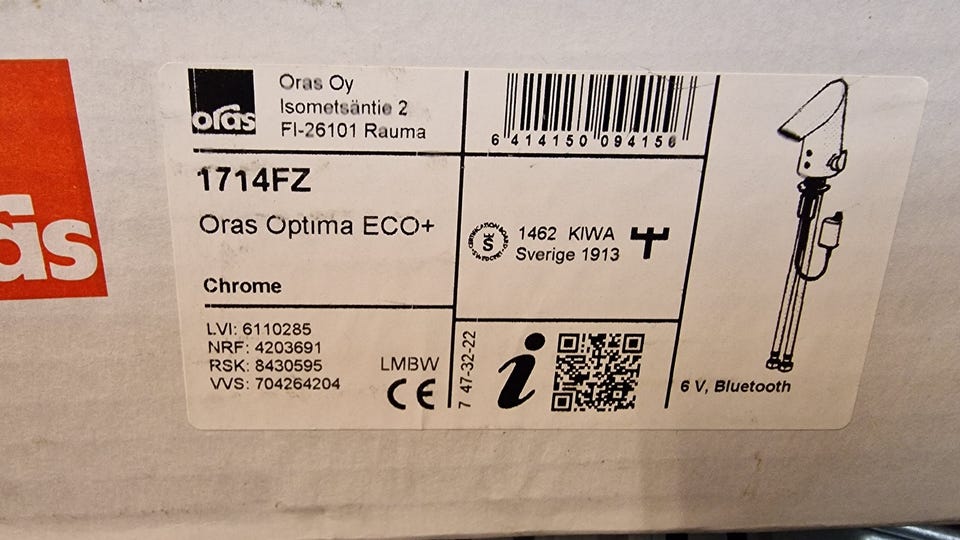 oras
oras
Oras Oy
Isometsäntie 2
FI-26101 Rauma
6 414150 094156
1714FZ
Oras Optima ECO+
Chrome
1462 KIWA
Sverige 1913
LVI: 6110285
NRF: 4203691
RSK: 8430595
VVS: 704264204
LMBW
CE
7 47-32-22
i
6 V, Bluetooth